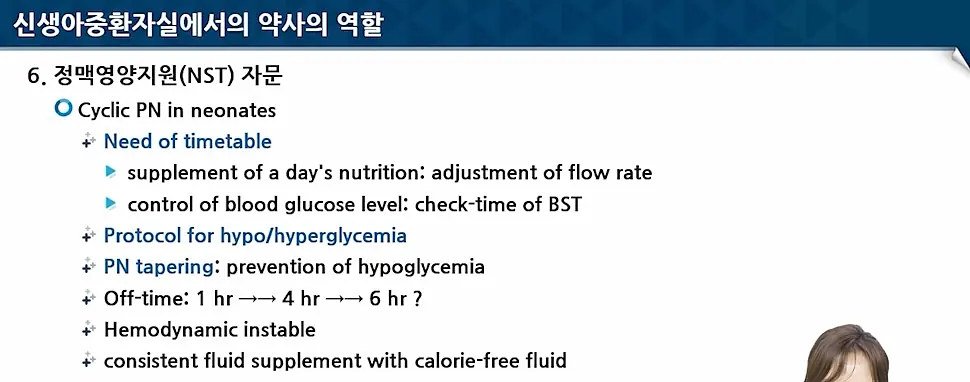 신생아중환자실에서의 약사의 역할
6. 정맥영양지원(NST) 자문
Cyclic PN in neonates
Need of timetable
supplement of a day's nutrition: adjustment of flow rate
control of blood glucose level: check-time of BST
Protocol for hypo/hyperglycemia
PN tapering: prevention of hypoglycemia
Off-time: 1 hr →→ 4 hr →→ 6 hr ?
Hemodynamic instable
consistent fluid supplement with calorie-free fluid